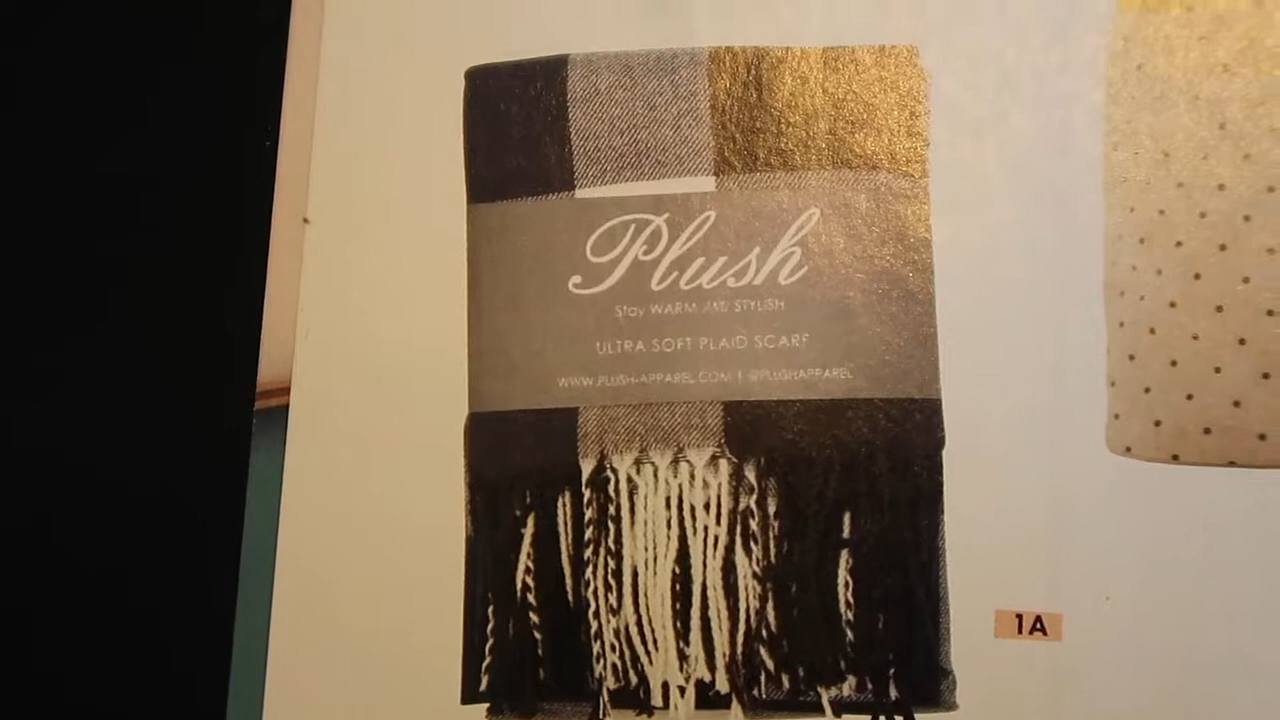 Plush
Stay WARM AND STYLISH
ULTRA SOFT PLAID SCARF
WWW.PLUSH-APPAREL.COM | @PLUSHAPPAREL
1A